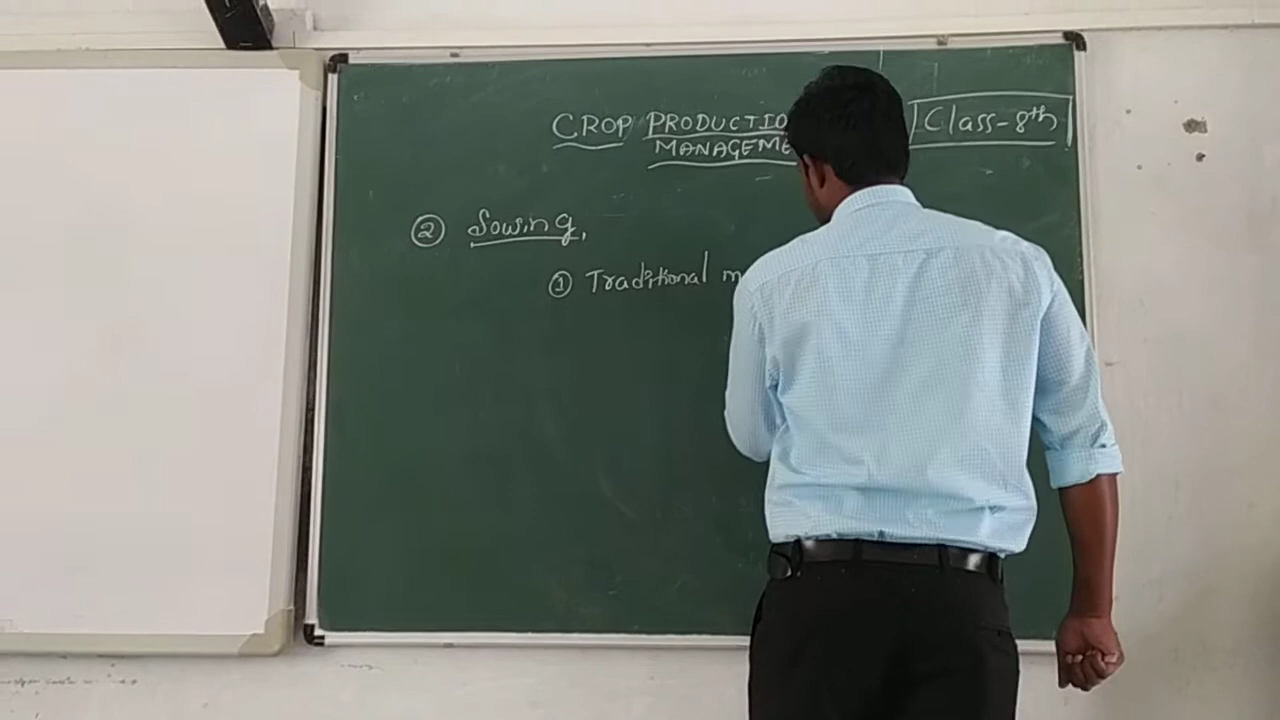 CROP PRODUCTIO
MANAGEME
Class-8th
② Sowing,
① Traditional m